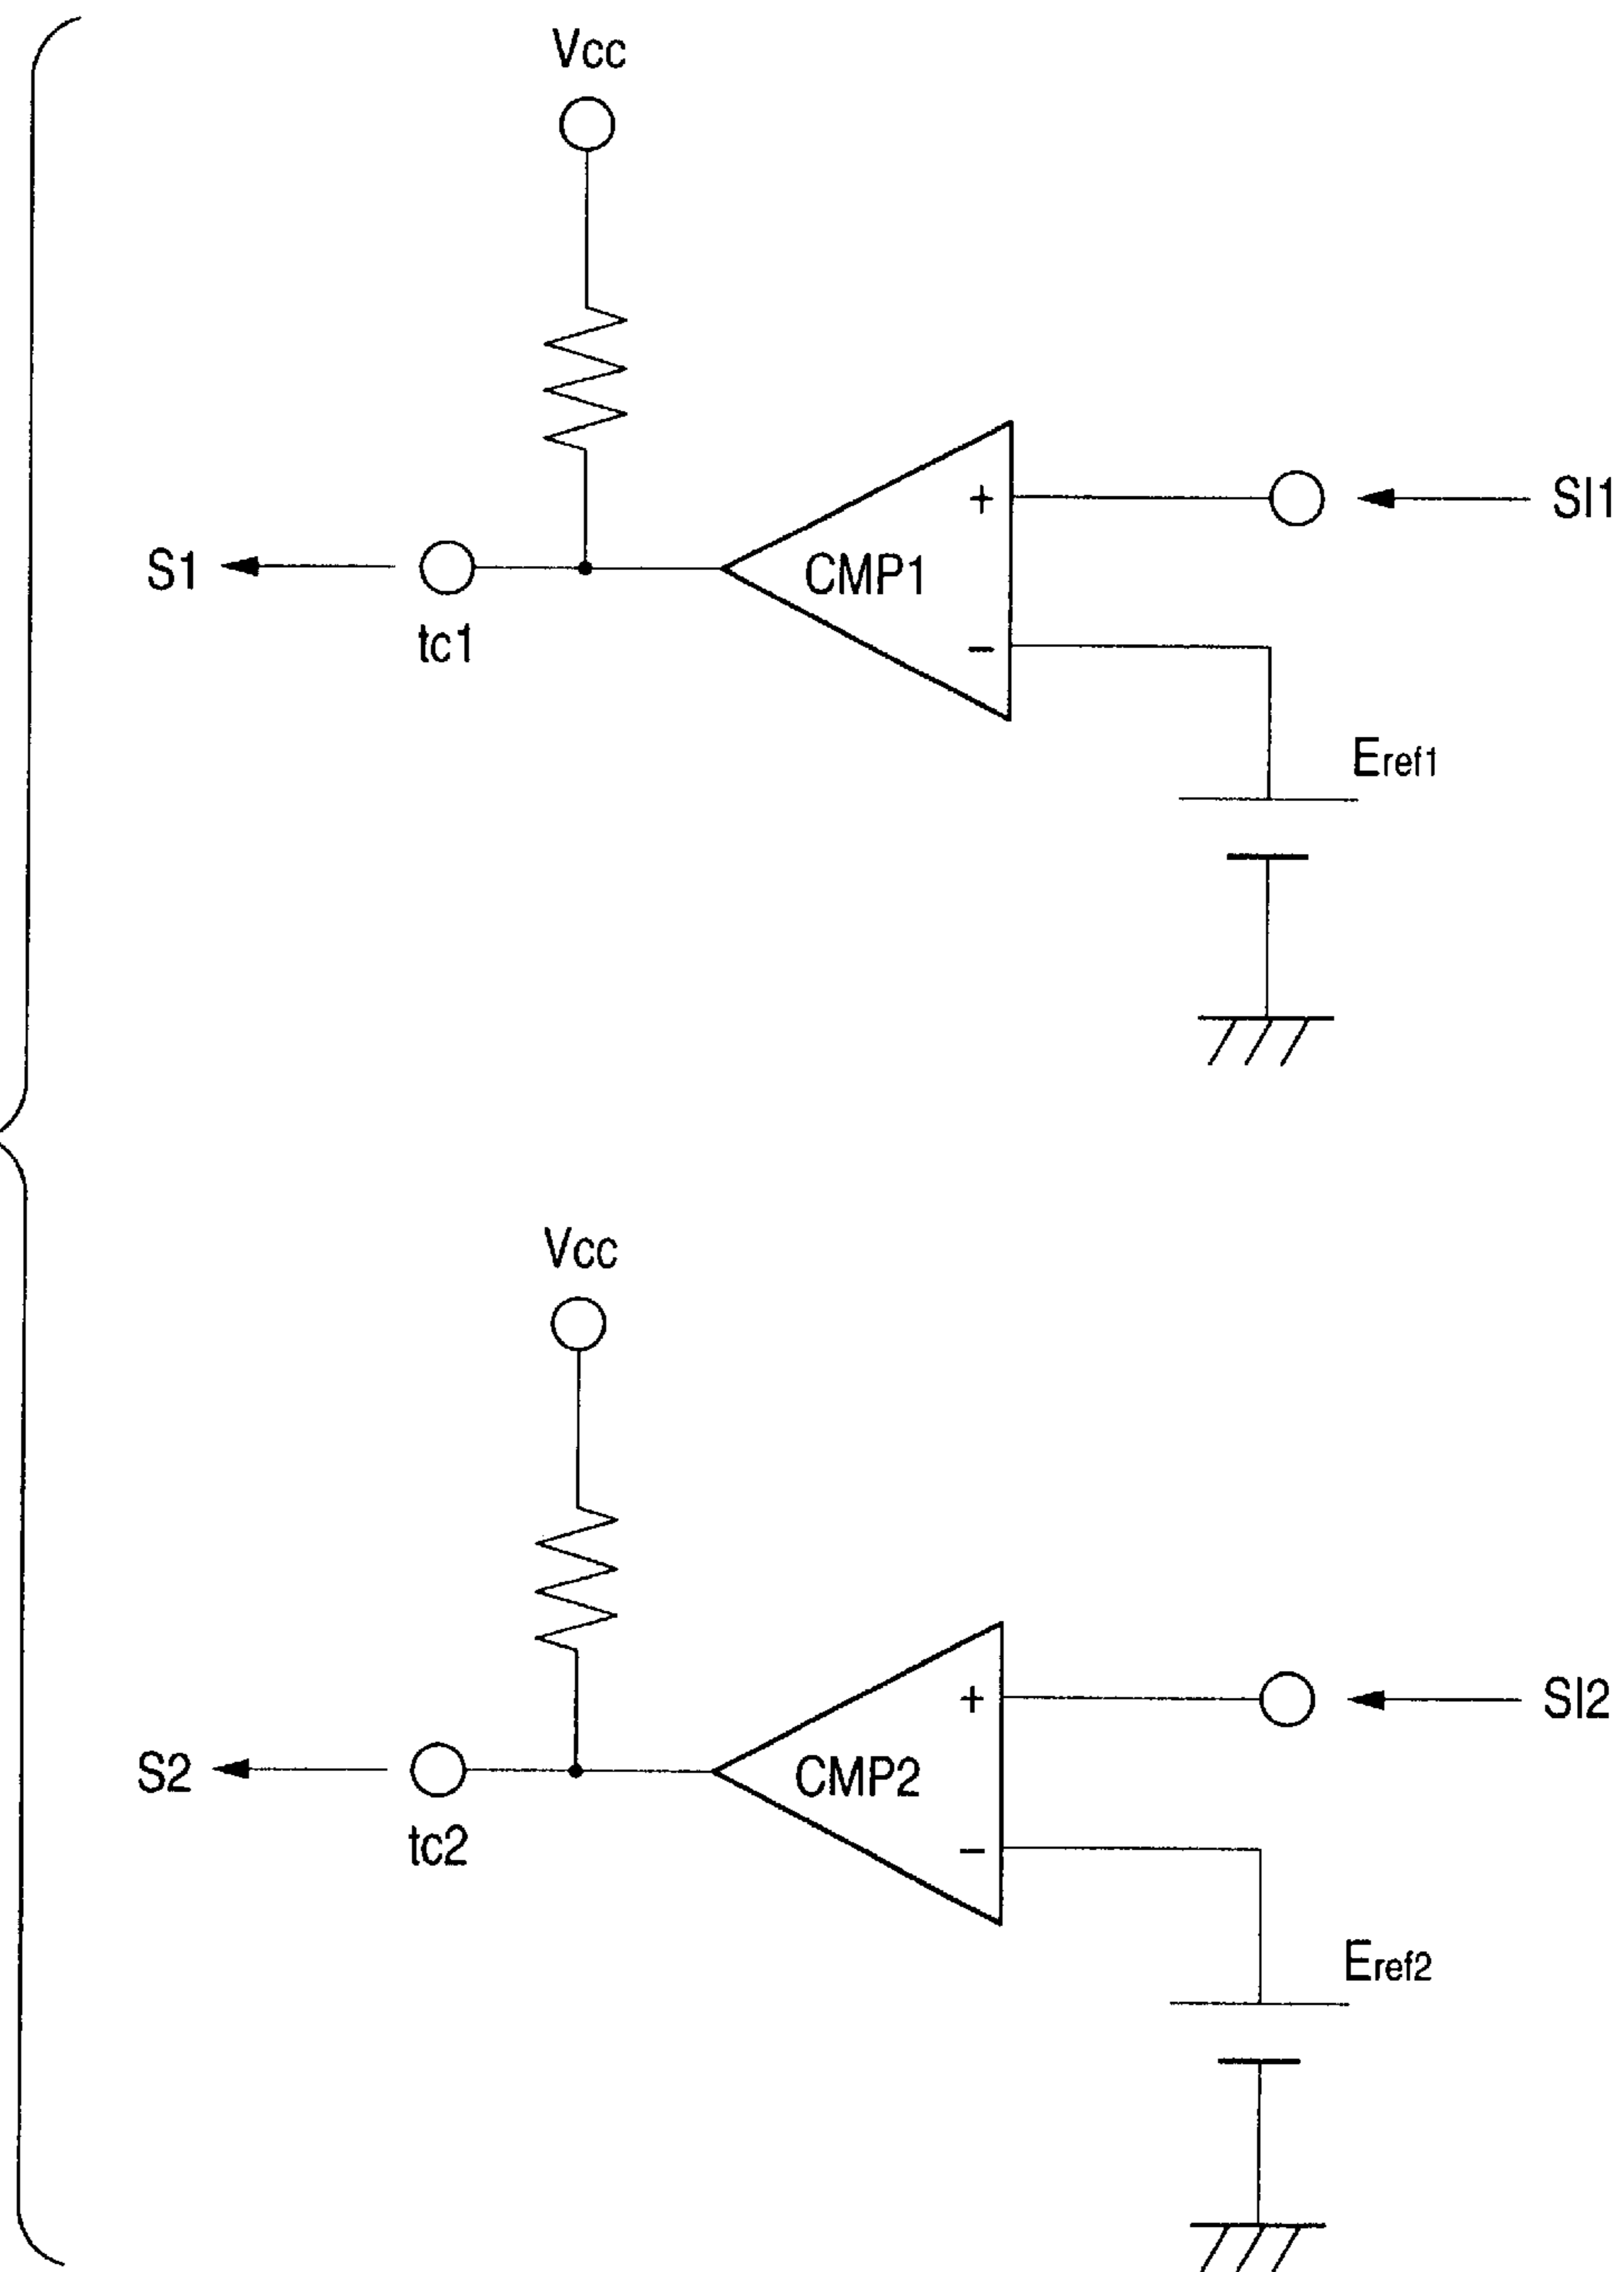 Vcc
+
SI1
S1
CMP1
tc1
−
Eref1
Vcc
+
SI2
S2
CMP2
tc2
−
Eref2